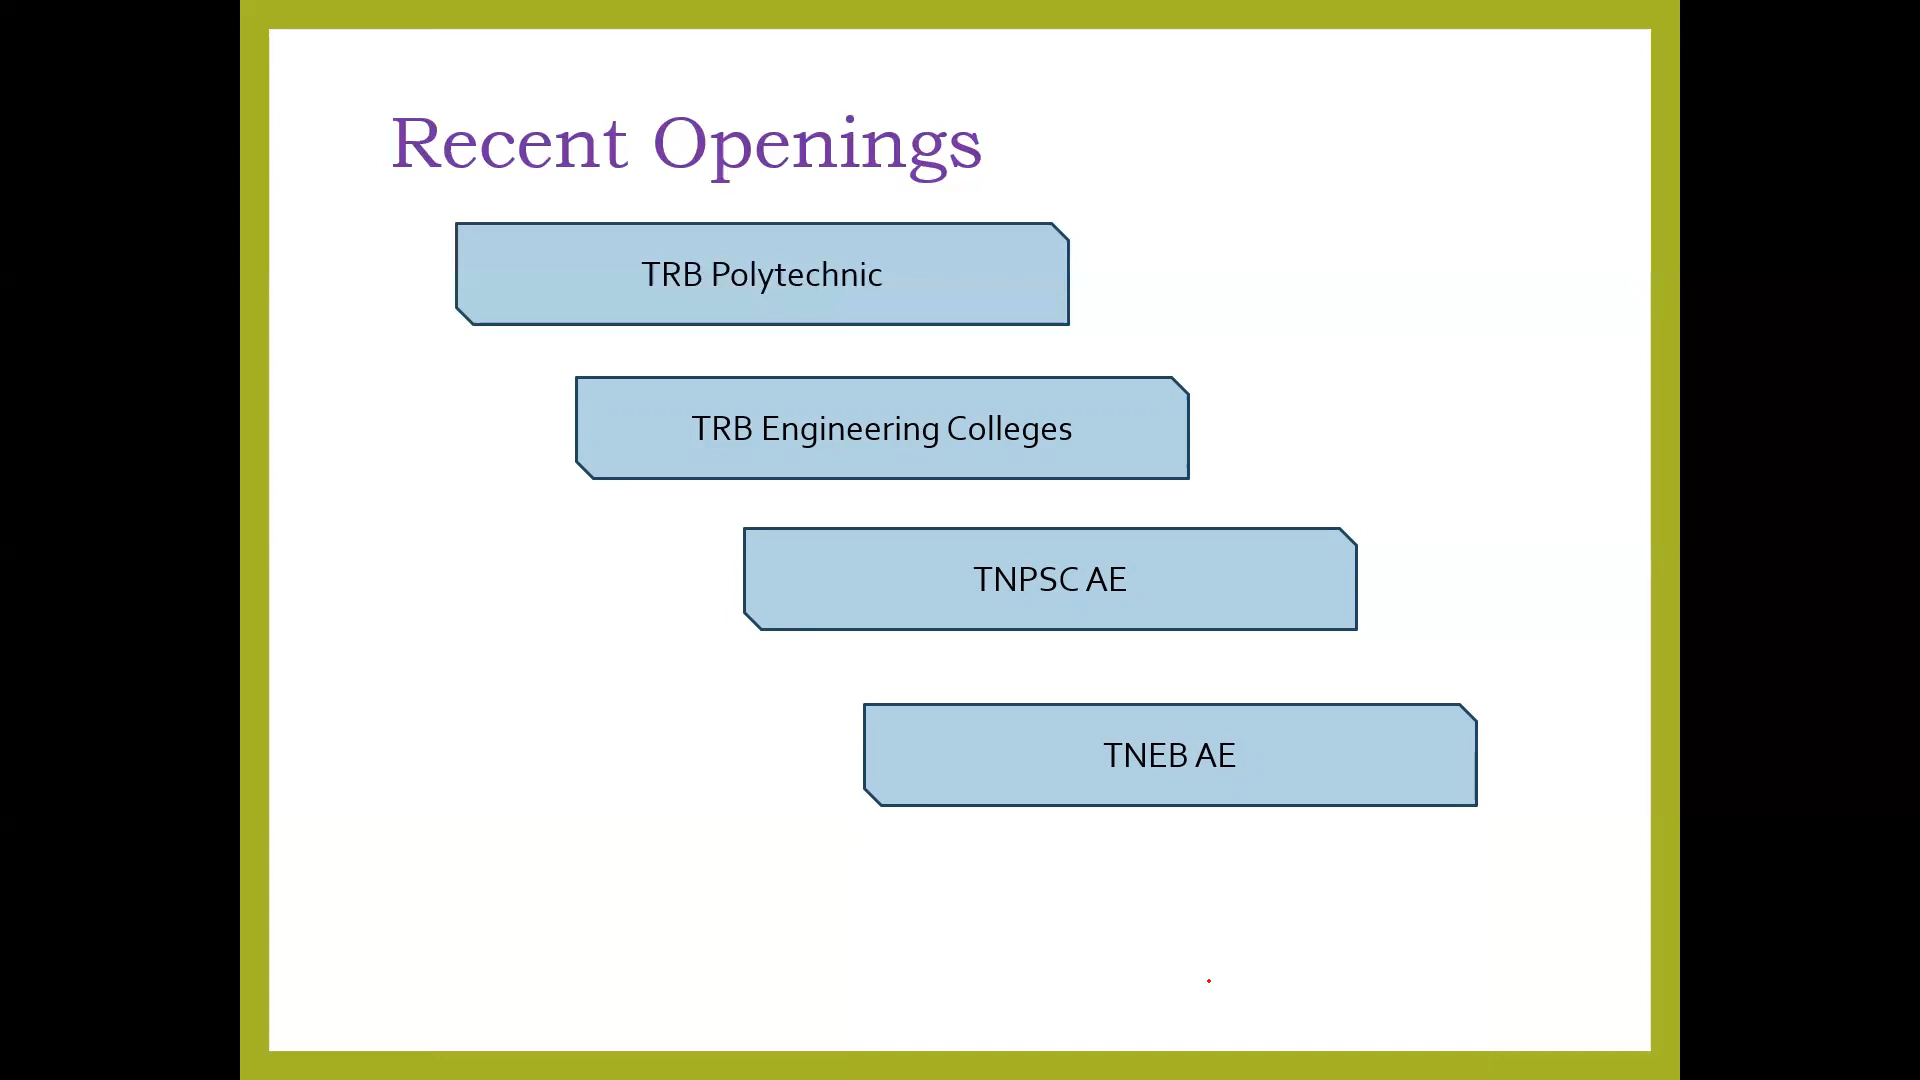 Recent Openings
TRB Polytechnic
TRB Engineering Colleges
TNPSC AE
TNEB AE